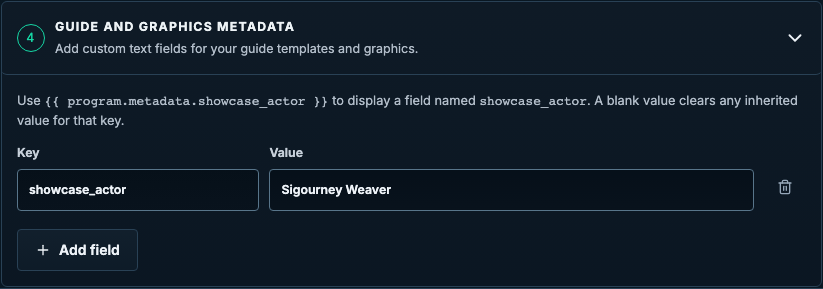 4
GUIDE AND GRAPHICS METADATA
Add custom text fields for your guide templates and graphics.
Use {{ program.metadata.showcase_actor }} to display a field named showcase_actor. A blank value clears any inherited
value for that key.
Key
Value
showcase_actor
Sigourney Weaver
+ Add field